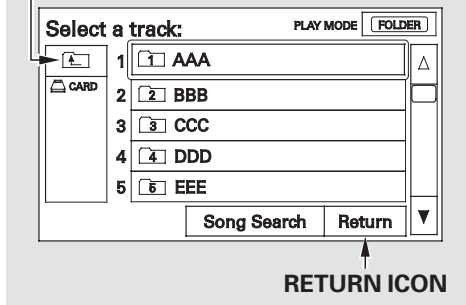 Select a track: PLAY MODE FOLDER
1 1 AAA
CARD
2 2 BBB
3 3 CCC
4 4 DDD
5 5 EEE
Song Search Return
RETURN ICON